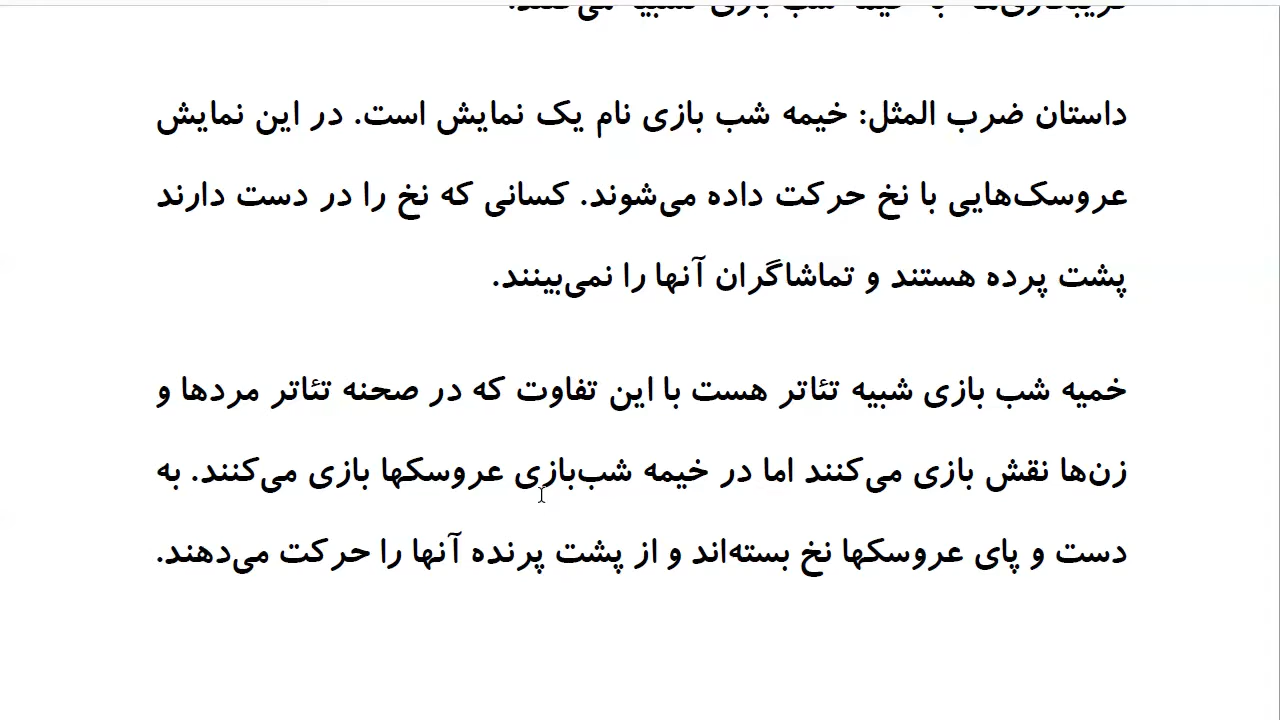 داستان ضرب المثل: خیمه شب بازی نام یک نمایش است. در این نمایش
عروسک‌هایی با نخ حرکت داده می‌شوند. کسانی که نخ را در دست دارند
پشت پرده هستند و تماشاگران آنها را نمی‌بینند.
خمیه شب بازی شبیه تئاتر هست با این تفاوت که در صحنه تئاتر مردها و
زن‌ها نقش بازی می‌کنند اما در خیمه شب‌بازی عروسکها بازی می‌کنند. به
دست و پای عروسکها نخ بسته‌اند و از پشت پرنده آنها را حرکت می‌دهند.